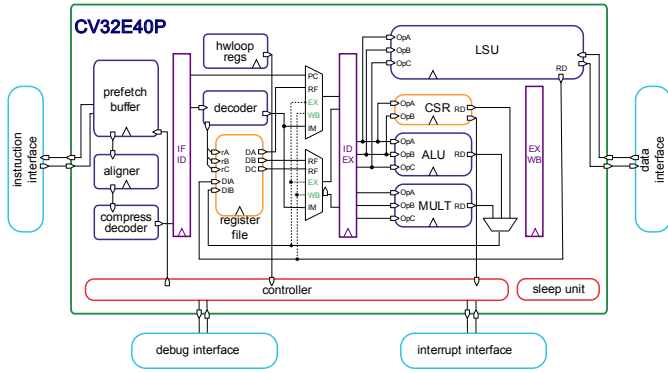 CV32E40P
instruction
interface
prefetch
buffer
aligner
compress
decoder
IF
ID
hwloop
regs
decoder
rA
rB
rC
DIA
DIB
DA
DB
DC
register
file
PC
RF
EX
WB
IM
RF
RF
EX
WB
IM
ID
EX
OpA
OpB
OpC
LSU
RD
OpA
OpB
CSR
RD
OpA
OpB
OpC
ALU
RD
OpA
OpB
OpC
MULT
RD
EX
WB
data
interface
controller
sleep unit
debug interface
interrupt interface